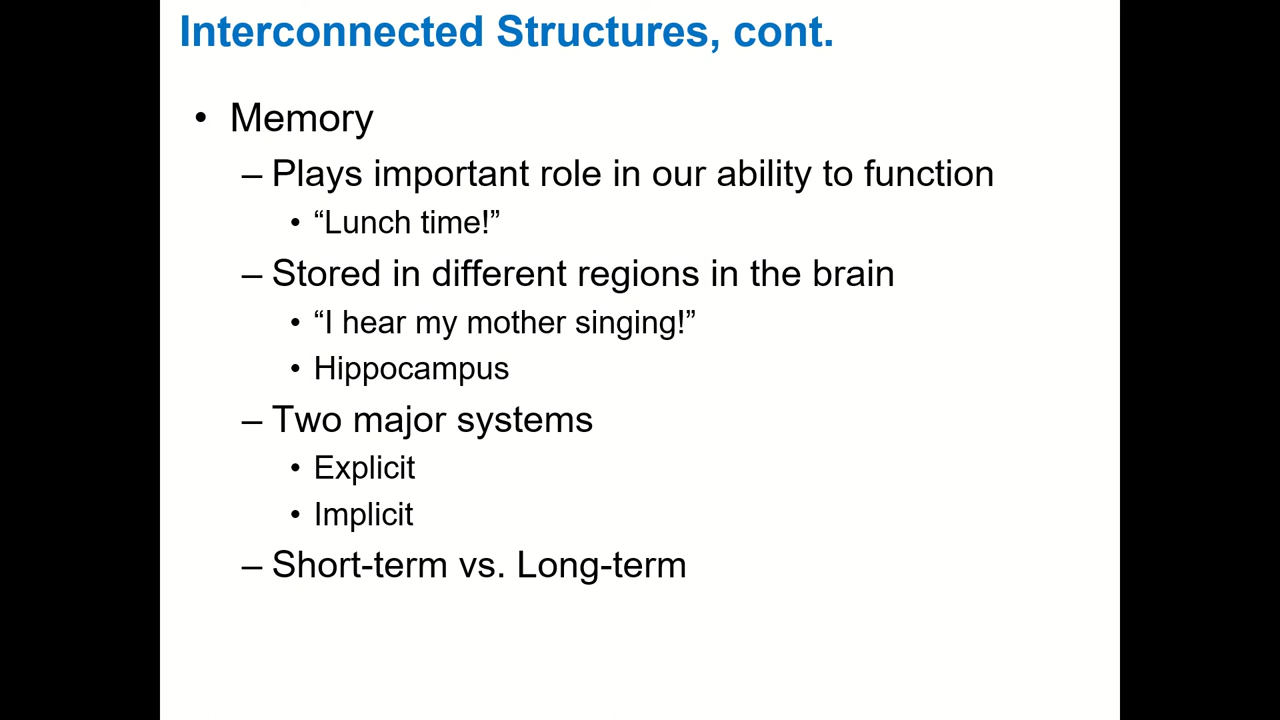 Interconnected Structures, cont.
• Memory
– Plays important role in our ability to function
• “Lunch time!”
– Stored in different regions in the brain
• “I hear my mother singing!”
• Hippocampus
– Two major systems
• Explicit
• Implicit
– Short-term vs. Long-term